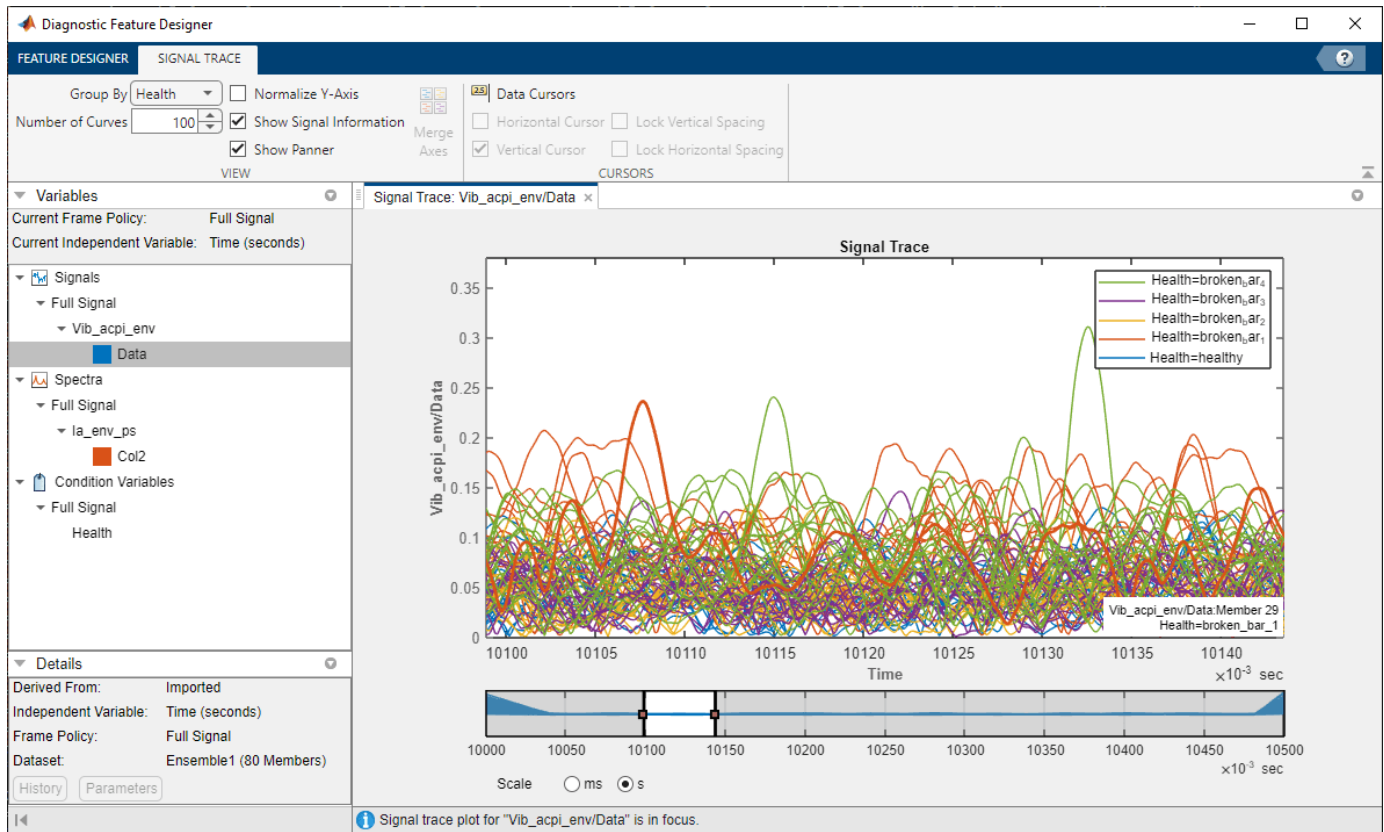 Diagnostic Feature Designer
FEATURE DESIGNER SIGNAL TRACE
?
Group By Health
Normalize Y-Axis
Number of Curves 100
Show Signal Information
Show Panner
Merge
Axes
VIEW
2.5 Data Cursors
Horizontal Cursor Lock Vertical Spacing
Vertical Cursor Lock Horizontal Spacing
CURSORS
Variables
Current Frame Policy: Full Signal
Current Independent Variable: Time (seconds)
Signals
Full Signal
Vib_acpi_env
Data
Spectra
Full Signal
Ia_env_ps
Col2
Condition Variables
Full Signal
Health
Details
Derived From: Imported
Independent Variable: Time (seconds)
Frame Policy: Full Signal
Dataset: Ensemble1 (80 Members)
History Parameters
Signal Trace: Vib_acpi_env/Data ×
Signal Trace
Vib_acpi_env/Data
0.35
0.3
0.25
0.2
0.15
0.1
0.05
0
Health=broken_bar_4
Health=broken_bar_3
Health=broken_bar_2
Health=broken_bar_1
Health=healthy
Vib_acpi_env/Data:Member 29
Health=broken_bar_1
10100 10105 10110 10115 10120 10125 10130 10135 10140
Time
×10⁻³ sec
10000 10050 10100 10150 10200 10250 10300 10350 10400 10450 10500
×10⁻³ sec
Scale ms s
Signal trace plot for "Vib_acpi_env/Data" is in focus.